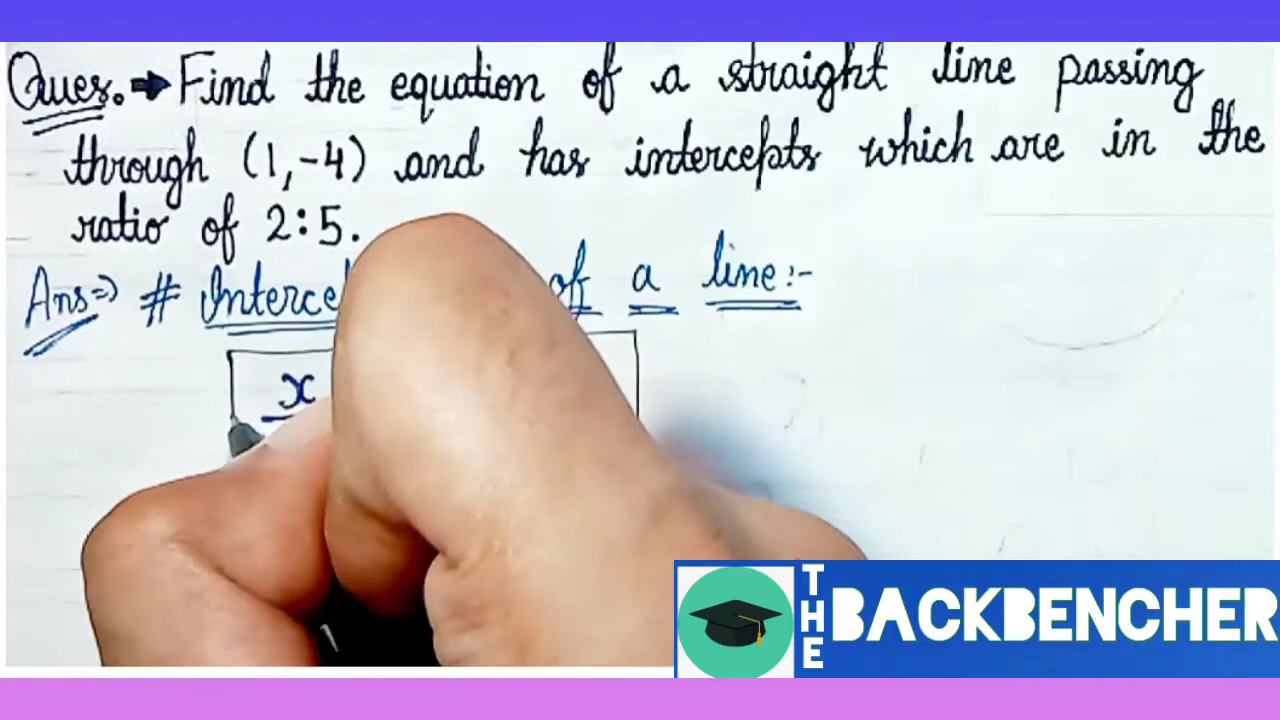 Ques. → Find the equation of a straight line passing
through (1,-4) and has intercepts which are in the
ratio of 2:5.
Ans⇒ # of a line:-
x
THE BACKBENCHER